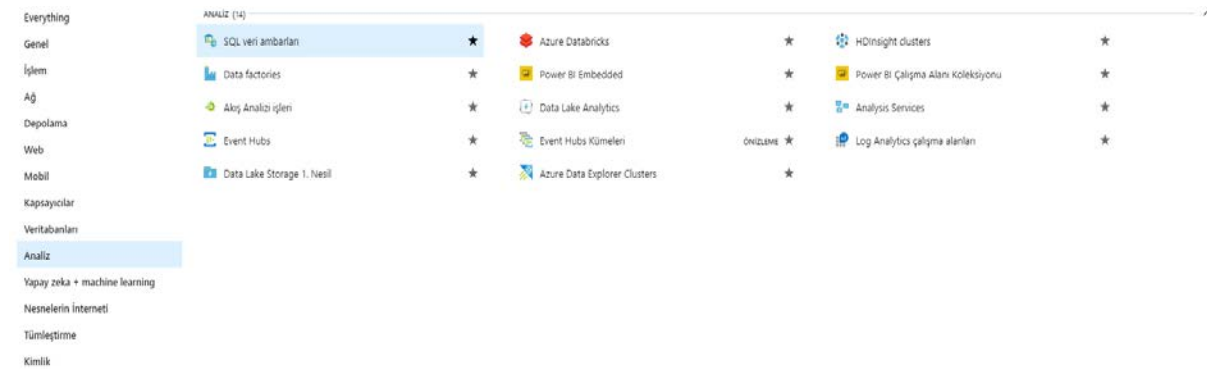 Everything
Genel
İşlem
Ağ
Depolama
Web
Mobil
Kapsayıcılar
Veritabanları
Analiz
Yapay zeka + machine learning
Nesnelerin İnterneti
Tümleştirme
Kimlik
ANALİZ (14)
SQL veri ambarları
Azure Databricks
HDInsight clusters
Data factories
Power BI Embedded
Power BI Çalışma Alanı Koleksiyonu
Akış Analizi işleri
Data Lake Analytics
Analysis Services
Event Hubs
Event Hubs Kümeleri ÖNİZLEME
Log Analytics çalışma alanları
Data Lake Storage 1. Nesil
Azure Data Explorer Clusters